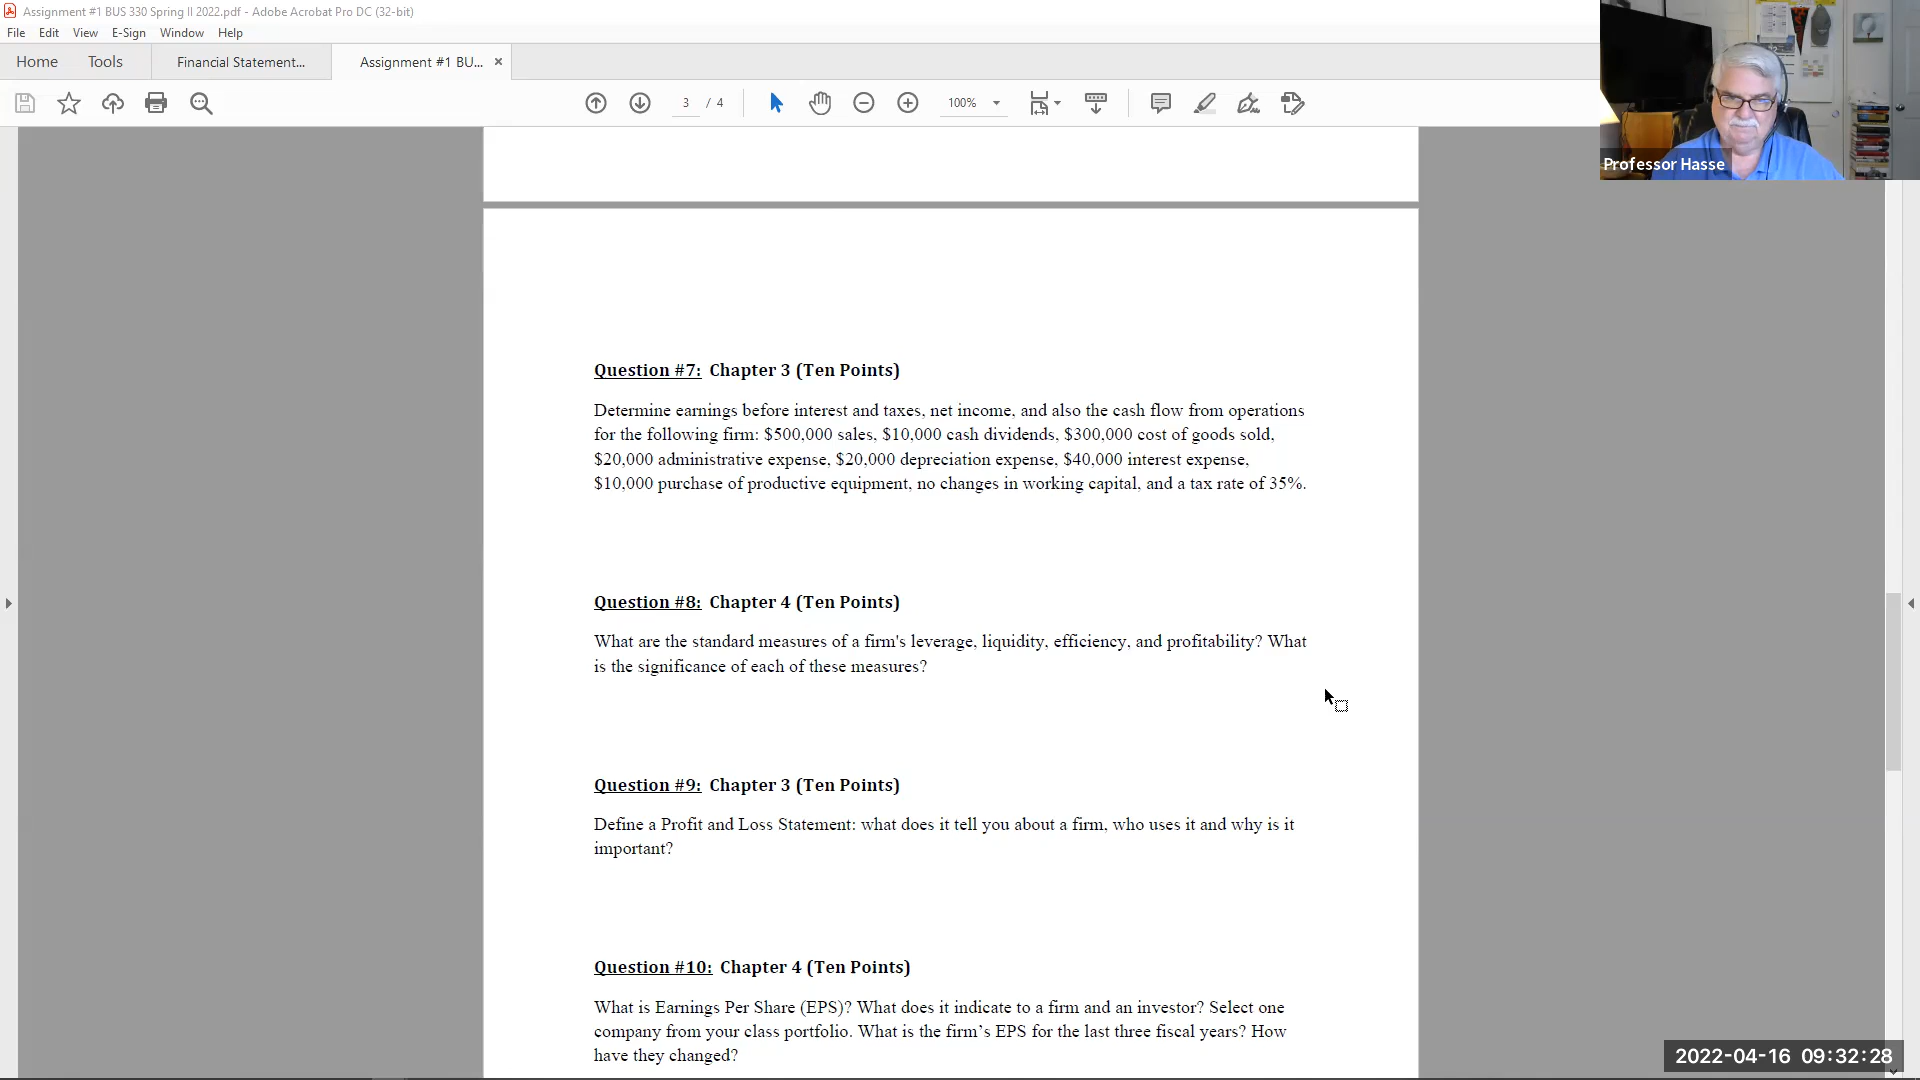 Assignment #1 BUS 330 Spring II 2022.pdf - Adobe Acrobat Pro DC (32-bit)
File Edit View E-Sign Window Help
Home Tools Financial Statement... Assignment #1 BU... ×
3 / 4 100%
Professor Hasse
Question #7: Chapter 3 (Ten Points)
Determine earnings before interest and taxes, net income, and also the cash flow from operations
for the following firm: $500,000 sales, $10,000 cash dividends, $300,000 cost of goods sold,
$20,000 administrative expense, $20,000 depreciation expense, $40,000 interest expense,
$10,000 purchase of productive equipment, no changes in working capital, and a tax rate of 35%.
Question #8: Chapter 4 (Ten Points)
What are the standard measures of a firm's leverage, liquidity, efficiency, and profitability? What
is the significance of each of these measures?
Question #9: Chapter 3 (Ten Points)
Define a Profit and Loss Statement: what does it tell you about a firm, who uses it and why is it
important?
Question #10: Chapter 4 (Ten Points)
What is Earnings Per Share (EPS)? What does it indicate to a firm and an investor? Select one
company from your class portfolio. What is the firm’s EPS for the last three fiscal years? How
have they changed?
2022-04-16 09:32:28